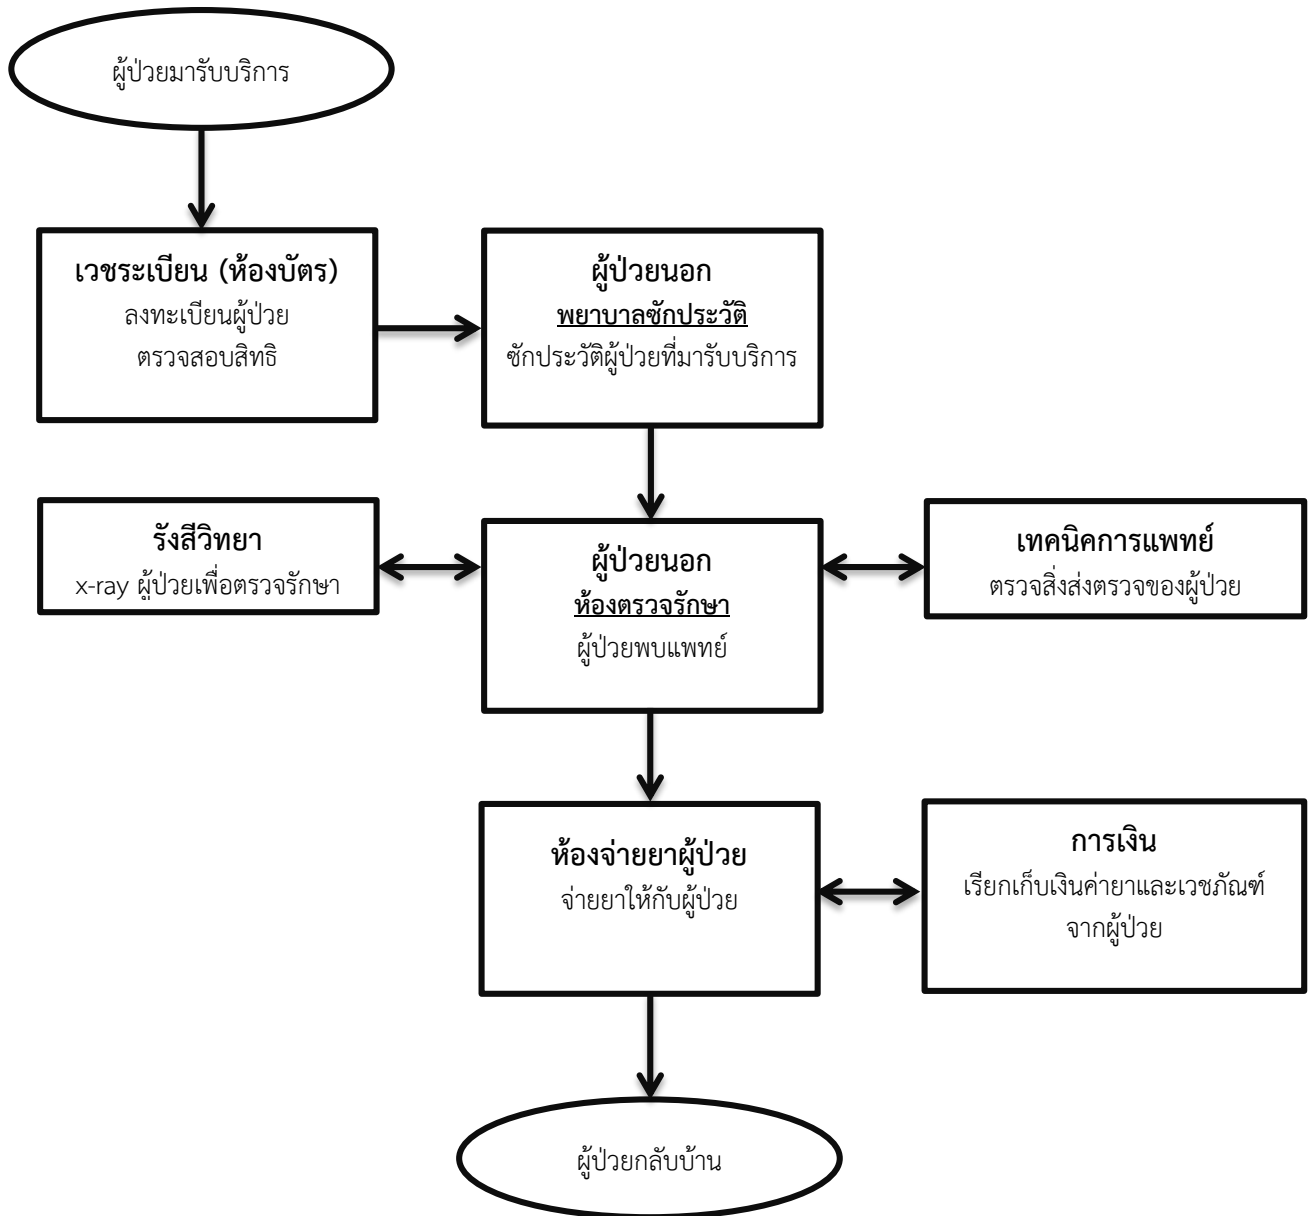 ผู้ป่วยมารับบริการ
เวชระเบียน (ห้องบัตร)
ลงทะเบียนผู้ป่วย
ตรวจสอบสิทธิ
ผู้ป่วยนอก
พยาบาลซักประวัติ
ซักประวัติผู้ป่วยที่มารับบริการ
รังสีวิทยา
x-ray ผู้ป่วยเพื่อตรวจรักษา
ผู้ป่วยนอก
ห้องตรวจรักษา
ผู้ป่วยพบแพทย์
เทคนิคการแพทย์
ตรวจสิ่งส่งตรวจของผู้ป่วย
ห้องจ่ายยาผู้ป่วย
จ่ายยาให้กับผู้ป่วย
การเงิน
เรียกเก็บเงินค่ายาและเวชภัณฑ์
จากผู้ป่วย
ผู้ป่วยกลับบ้าน